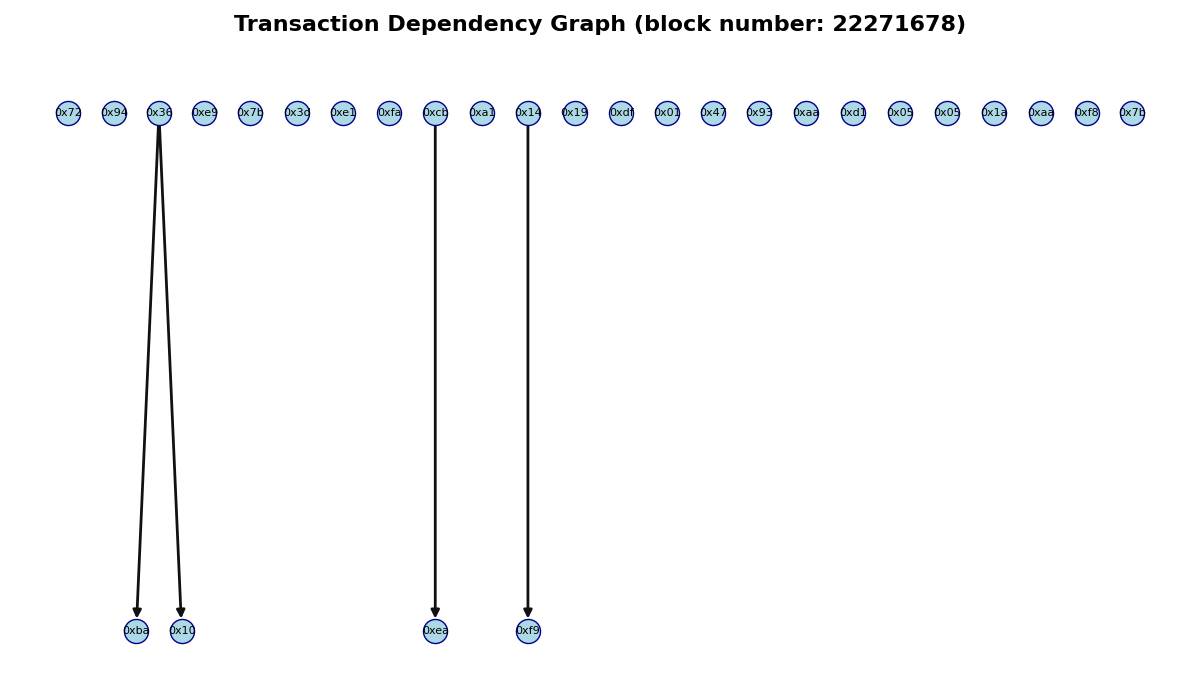 Transaction Dependency Graph (block number: 22271678)
0x72 0x94 0x36 0xe9 0x7b 0x3d 0xe1 0xfa 0xcb 0xa1 0x14 0x19 0xdf 0x01 0x47 0x93 0xaa 0xd1 0x05 0x05 0x1a 0xaa 0xf8 0x7b
0xba 0x10 0xea 0xf9